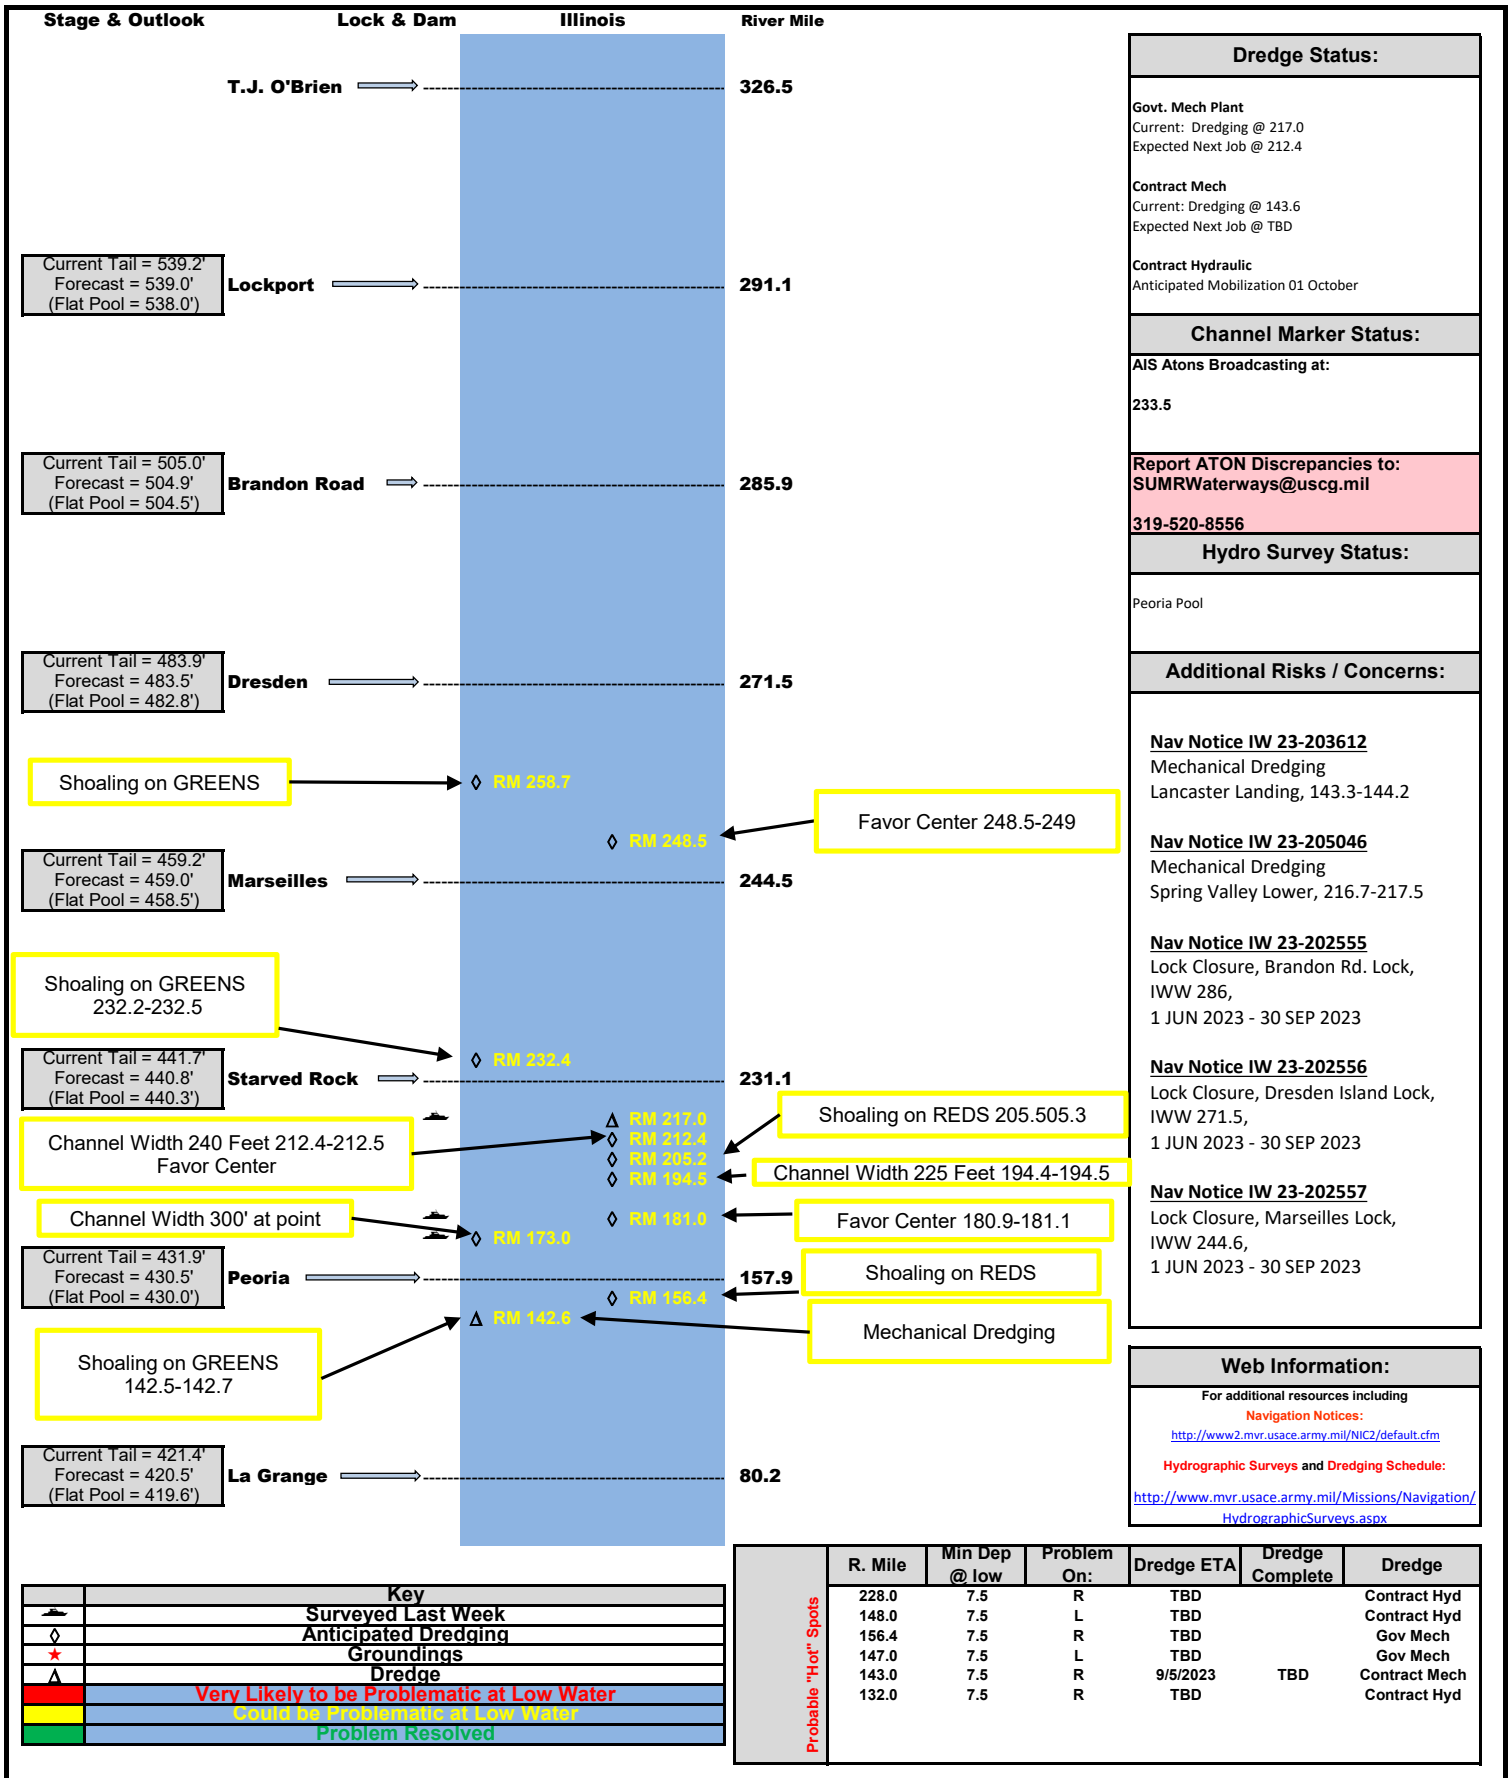 Stage & Outlook Lock & Dam Illinois River Mile
T.J. O'Brien 326.5
Current Tail = 539.2'
Forecast = 539.0'
(Flat Pool = 538.0')
Lockport 291.1
Current Tail = 505.0'
Forecast = 504.9'
(Flat Pool = 504.5')
Brandon Road 285.9
Current Tail = 483.9'
Forecast = 483.5'
(Flat Pool = 482.8')
Dresden 271.5
Shoaling on GREENS
RM 258.7
Favor Center 248.5-249
RM 248.5
Current Tail = 459.2'
Forecast = 459.0'
(Flat Pool = 458.5')
Marseilles 244.5
Shoaling on GREENS
232.2-232.5
RM 232.4
Current Tail = 441.7'
Forecast = 440.8'
(Flat Pool = 440.3')
Starved Rock 231.1
RM 217.0
Shoaling on REDS 205.505.3
Channel Width 240 Feet 212.4-212.5
Favor Center
RM 212.4
RM 205.2
RM 194.5
Channel Width 225 Feet 194.4-194.5
Channel Width 300' at point
RM 181.0
Favor Center 180.9-181.1
RM 173.0
Current Tail = 431.9'
Forecast = 430.5'
(Flat Pool = 430.0')
Peoria 157.9
Shoaling on REDS
RM 156.4
RM 142.6
Mechanical Dredging
Shoaling on GREENS
142.5-142.7
Current Tail = 421.4'
Forecast = 420.5'
(Flat Pool = 419.6')
La Grange 80.2
Dredge Status:
Govt. Mech Plant
Current: Dredging @ 217.0
Expected Next Job @ 212.4
Contract Mech
Current: Dredging @ 143.6
Expected Next Job @ TBD
Contract Hydraulic
Anticipated Mobilization 01 October
Channel Marker Status:
AIS Atons Broadcasting at:
233.5
Report ATON Discrepancies to:
SUMRWaterways@uscg.mil
319-520-8556
Hydro Survey Status:
Peoria Pool
Additional Risks / Concerns:
Nav Notice IW 23-203612
Mechanical Dredging
Lancaster Landing, 143.3-144.2
Nav Notice IW 23-205046
Mechanical Dredging
Spring Valley Lower, 216.7-217.5
Nav Notice IW 23-202555
Lock Closure, Brandon Rd. Lock,
IWW 286,
1 JUN 2023 - 30 SEP 2023
Nav Notice IW 23-202556
Lock Closure, Dresden Island Lock,
IWW 271.5,
1 JUN 2023 - 30 SEP 2023
Nav Notice IW 23-202557
Lock Closure, Marseilles Lock,
IWW 244.6,
1 JUN 2023 - 30 SEP 2023
Web Information:
For additional resources including
Navigation Notices:
http://www2.mvr.usace.army.mil/NIC2/default.cfm
Hydrographic Surveys and Dredging Schedule:
http://www.mvr.usace.army.mil/Missions/Navigation/
HydrographicSurveys.aspx
Key
Surveyed Last Week
Anticipated Dredging
Groundings
Dredge
Very Likely to be Problematic at Low Water
Could be Problematic at Low Water
Problem Resolved
Probable "Hot" Spots
R. Mile Min Dep @ low Problem On: Dredge ETA Dredge Complete Dredge
228.0 7.5 R TBD Contract Hyd
148.0 7.5 L TBD Contract Hyd
156.4 7.5 R TBD Gov Mech
147.0 7.5 L TBD Gov Mech
143.0 7.5 R 9/5/2023 TBD Contract Mech
132.0 7.5 R TBD Contract Hyd